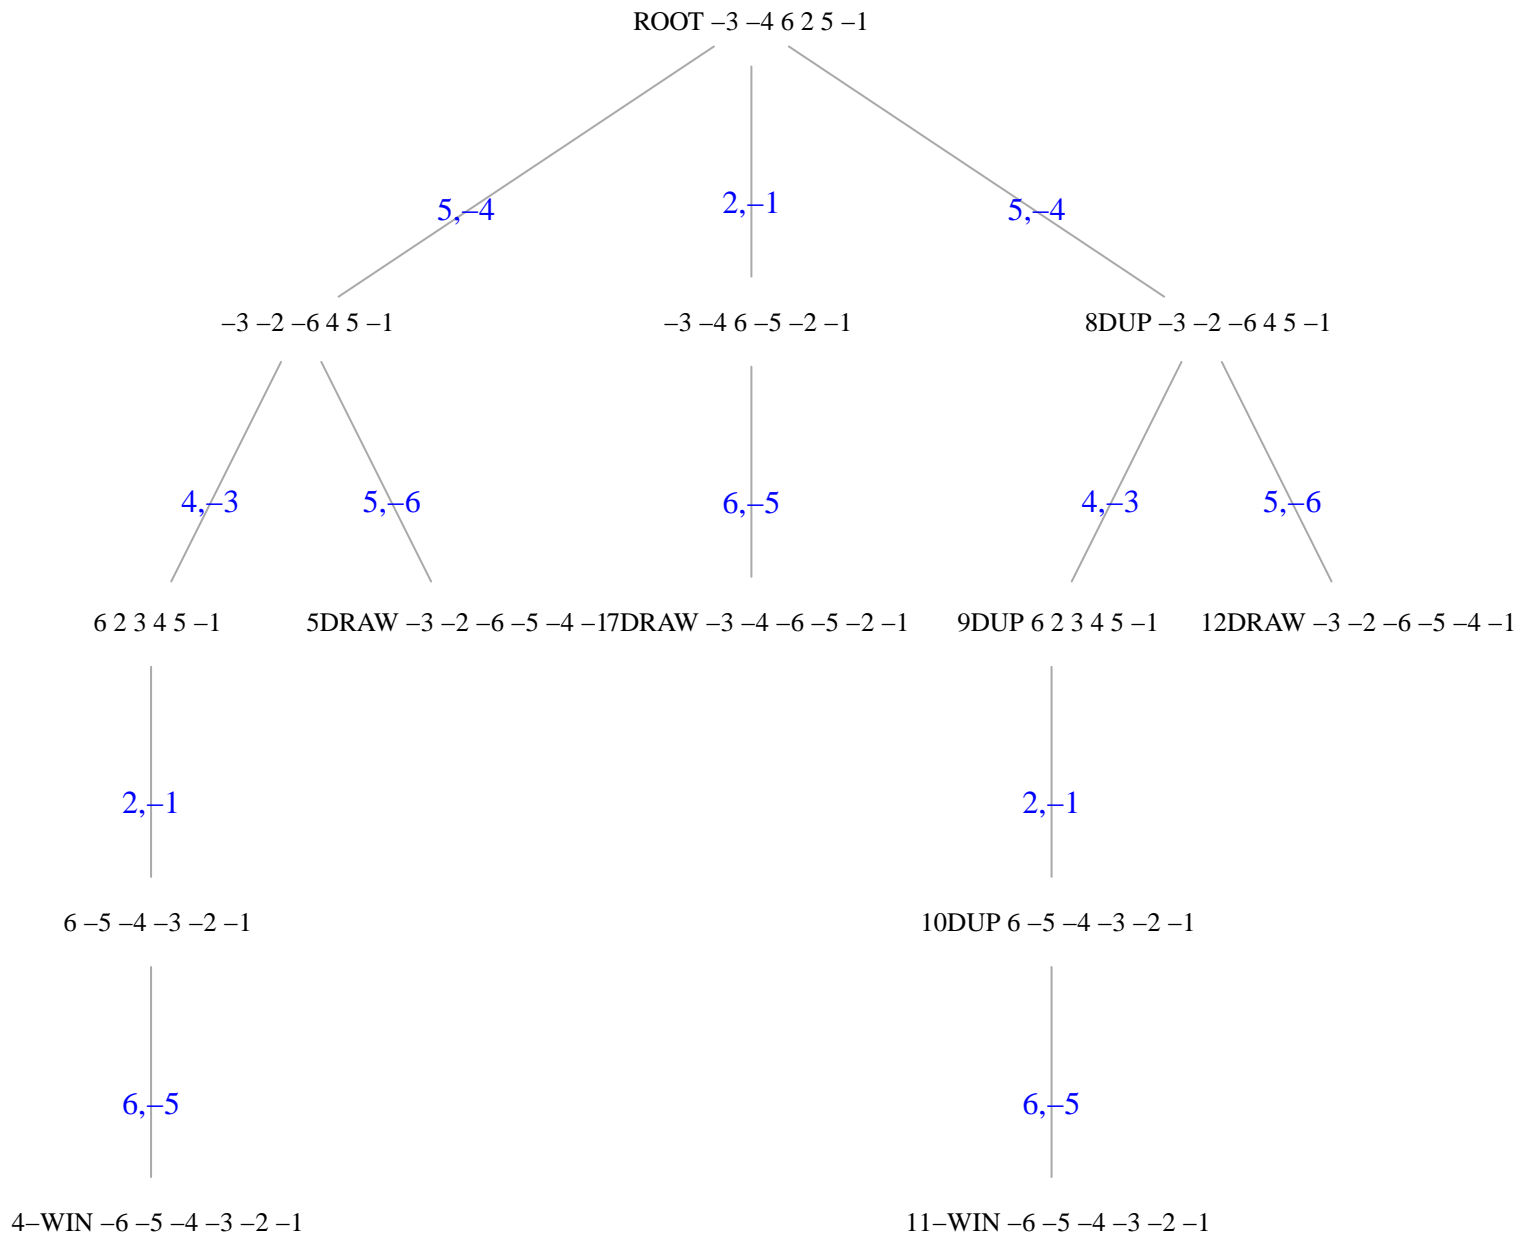 ROOT –3 –4 6 2 5 –1
5,–4
2,–1
5,–4
–3 –2 –6 4 5 –1
–3 –4 6 –5 –2 –1
8DUP –3 –2 –6 4 5 –1
4,–3
5,–6
6,–5
4,–3
5,–6
6 2 3 4 5 –1
5DRAW –3 –2 –6 –5 –4 –1
7DRAW –3 –4 –6 –5 –2 –1
9DUP 6 2 3 4 5 –1
12DRAW –3 –2 –6 –5 –4 –1
2,–1
2,–1
6 –5 –4 –3 –2 –1
10DUP 6 –5 –4 –3 –2 –1
6,–5
6,–5
4–WIN –6 –5 –4 –3 –2 –1
11–WIN –6 –5 –4 –3 –2 –1